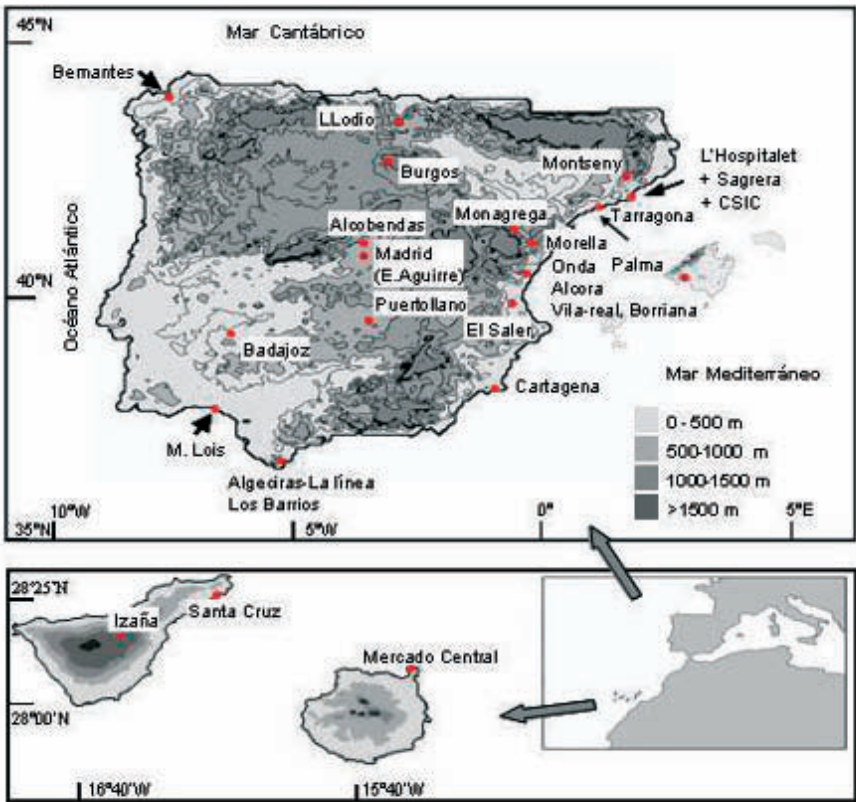 45°N
Mar Cantábrico
Bemantes
LLodio
Burgos
Montseny
L'Hospitalet
+ Sagrera
+ CSIC
Océano Atlántico
Alcobendas
Monagrega
Tarragona
Madrid
(E.Aguirre)
Morella
Onda
Alcora
Vila-real, Borriana
Palma
40°N
Puertollano
El Saler
Badajoz
Cartagena
Mar Mediterráneo
M. Lois
0-500 m
500-1000 m
1000-1500 m
>1500 m
Algeciras-La línea
Los Barrios
10°W
5°W
0°
5°E
35°N
28°25'N
Izaña
Santa Cruz
Mercado Central
28°00'N
16°40'W
15°40'W